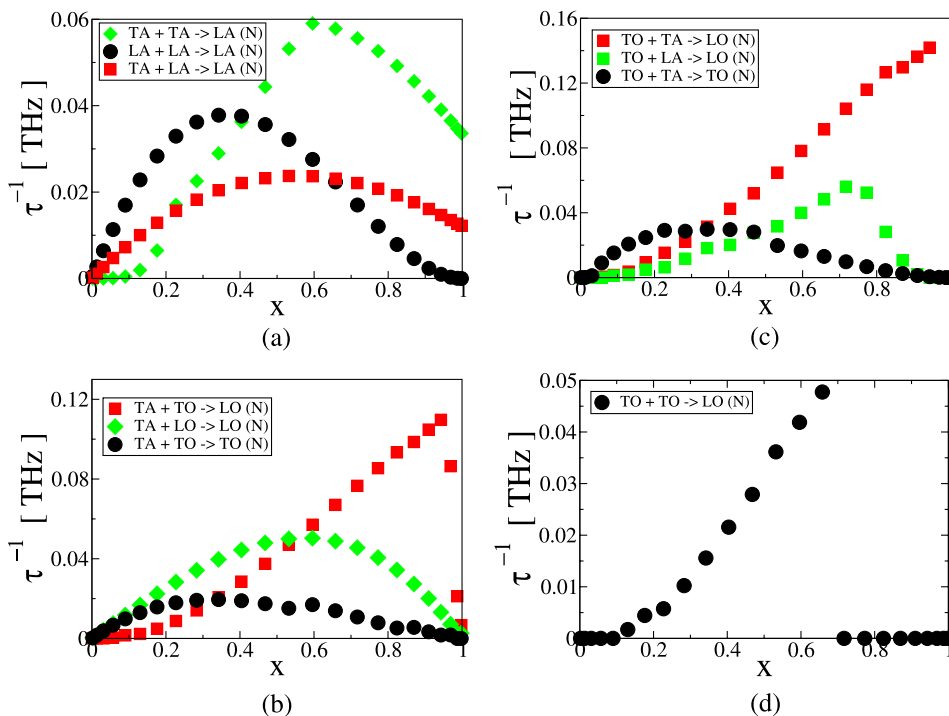 0.06
0.04
0.02
0
τ⁻¹ [ THz ]
TA + TA -> LA (N)
LA + LA -> LA (N)
TA + LA -> LA (N)
0 0.2 0.4 0.6 0.8 1
x
(a)
0.16
0.12
0.08
0.04
0
τ⁻¹ [ THz ]
TO + TA -> LO (N)
TO + LA -> LO (N)
TO + TA -> TO (N)
0 0.2 0.4 0.6 0.8 1
x
(c)
0.12
0.08
0.04
0
τ⁻¹ [ THz ]
TA + TO -> LO (N)
TA + LO -> LO (N)
TA + TO -> TO (N)
0 0.2 0.4 0.6 0.8 1
x
(b)
0.05
0.04
0.03
0.02
0.01
0
τ⁻¹ [ THz ]
TO + TO -> LO (N)
0 0.2 0.4 0.6 0.8 1
x
(d)